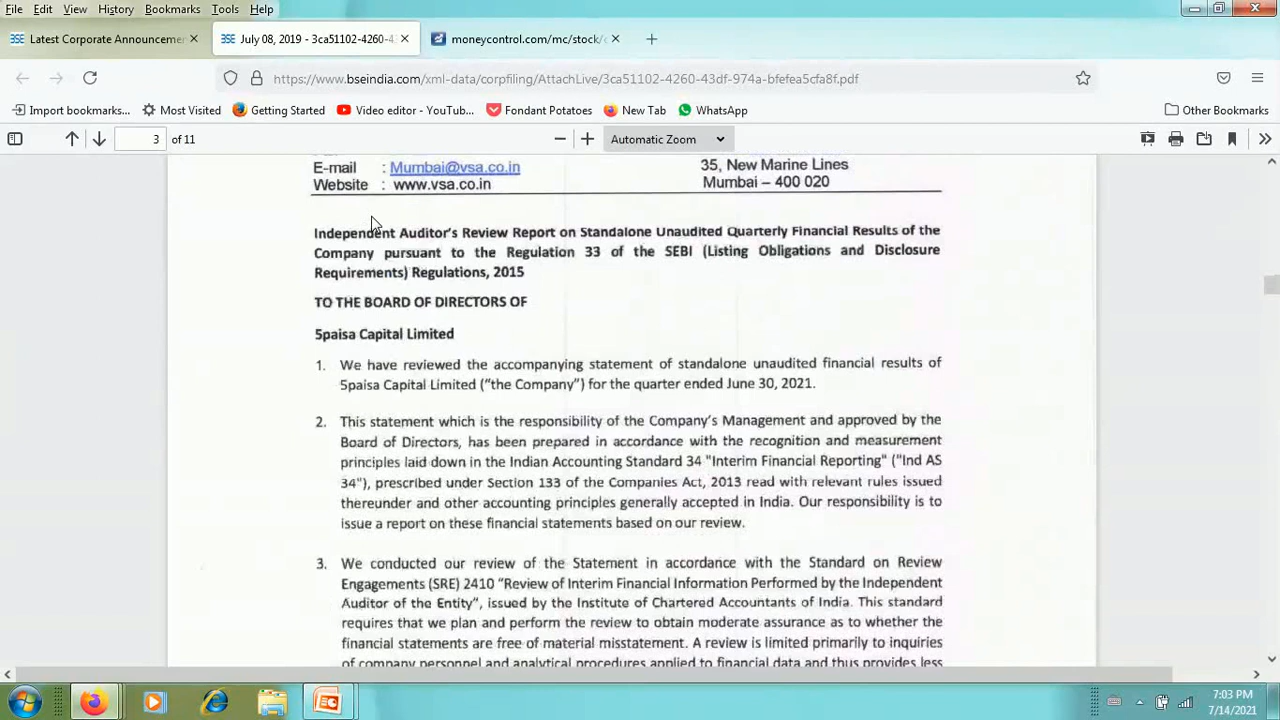 File Edit View History Bookmarks Tools Help
Latest Corporate Announcemen × July 08, 2019 - 3ca51102-4260-4 × moneycontrol.com/mc/stock/c × +
https://www.bseindia.com/xml-data/corpfiling/AttachLive/3ca51102-4260-43df-974a-bfefea5cfa8f.pdf
Import bookmarks... Most Visited Getting Started Video editor - YouTub... Fondant Potatoes New Tab WhatsApp Other Bookmarks
3 of 11 Automatic Zoom
E-mail : Mumbai@vsa.co.in 35, New Marine Lines
Website : www.vsa.co.in Mumbai – 400 020
Independent Auditor's Review Report on Standalone Unaudited Quarterly Financial Results of the
Company pursuant to the Regulation 33 of the SEBI (Listing Obligations and Disclosure
Requirements) Regulations, 2015
TO THE BOARD OF DIRECTORS OF
5paisa Capital Limited
1. We have reviewed the accompanying statement of standalone unaudited financial results of
5paisa Capital Limited ("the Company") for the quarter ended June 30, 2021.
2. This statement which is the responsibility of the Company's Management and approved by the
Board of Directors, has been prepared in accordance with the recognition and measurement
principles laid down in the Indian Accounting Standard 34 "Interim Financial Reporting" ("Ind AS
34"), prescribed under Section 133 of the Companies Act, 2013 read with relevant rules issued
thereunder and other accounting principles generally accepted in India. Our responsibility is to
issue a report on these financial statements based on our review.
3. We conducted our review of the Statement in accordance with the Standard on Review
Engagements (SRE) 2410 "Review of Interim Financial Information Performed by the Independent
Auditor of the Entity", issued by the Institute of Chartered Accountants of India. This standard
requires that we plan and perform the review to obtain moderate assurance as to whether the
financial statements are free of material misstatement. A review is limited primarily to inquiries
of company personnel and analytical procedures applied to financial data and thus provides less
7:03 PM
7/14/2021